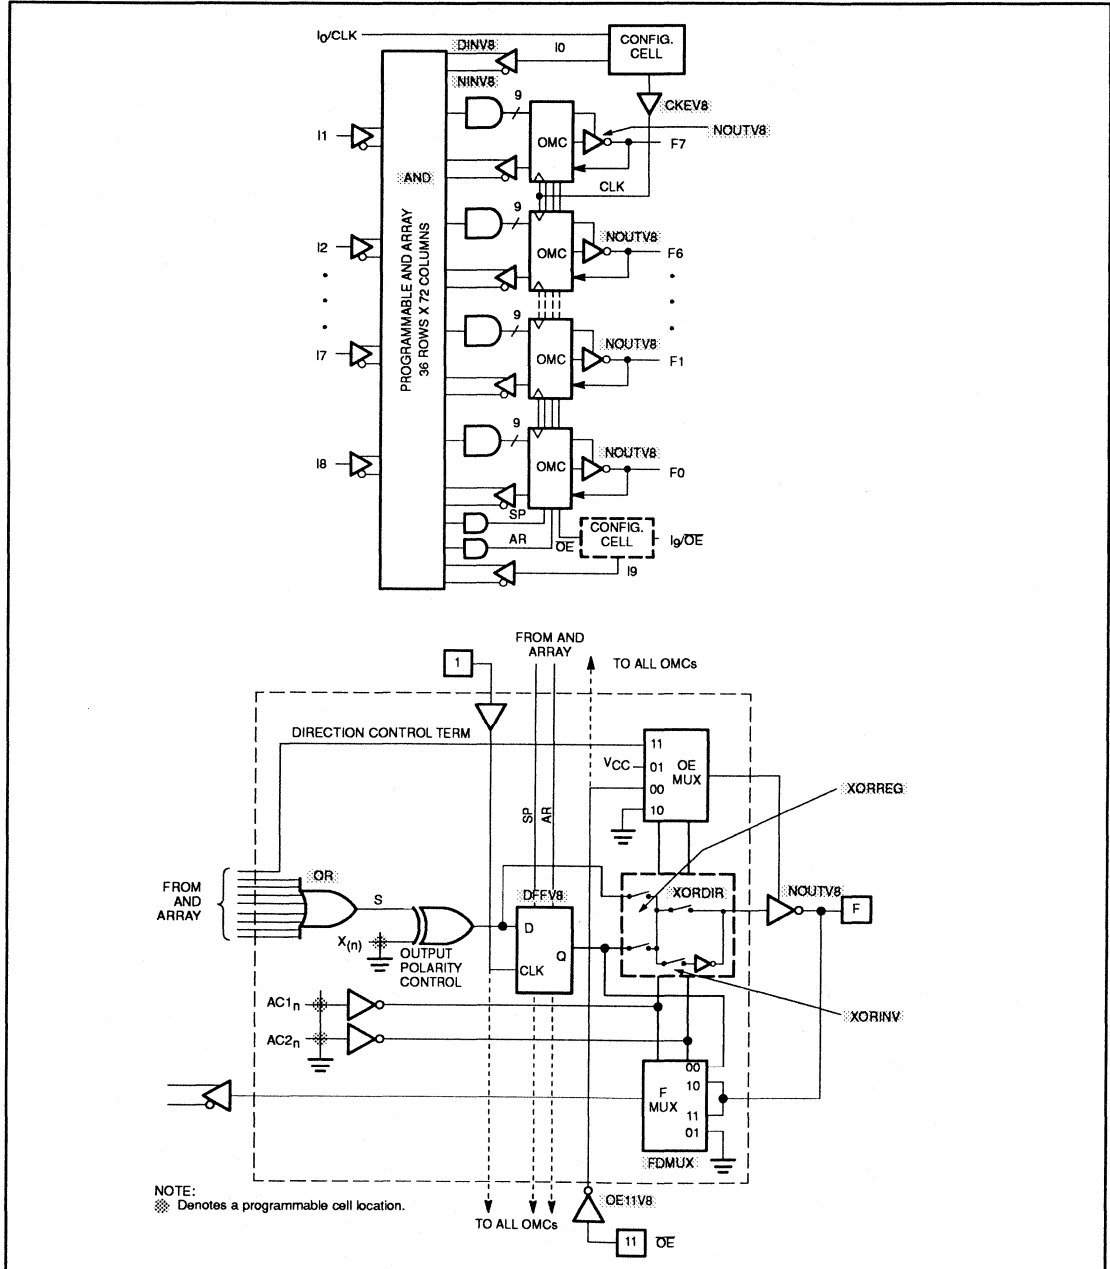 I0/CLK
CONFIG.
CELL
DINV8
I0
NINV8
CKEV8
9
OMC
NOUTV8
F7
I1
CLK
AND
9
OMC
NOUTV8
F6
I2
PROGRAMMABLE AND ARRAY
36 ROWS X 72 COLUMNS
9
OMC
NOUTV8
F1
I7
9
OMC
NOUTV8
F0
I8
SP
AR
OE
CONFIG.
CELL
I9/OE
I9
FROM AND
ARRAY
1
TO ALL OMCs
DIRECTION CONTROL TERM
11
VCC
01
OE
MUX
00
10
XORREG
SP
AR
FROM
AND
ARRAY
OR
S
X(n)
OUTPUT
POLARITY
CONTROL
DFFV8
D
Q
CLK
XORDIR
NOUTV8
F
AC1n
AC2n
XORINV
00
10
F
MUX
11
01
FDMUX
NOTE:
Denotes a programmable cell location.
TO ALL OMCs
OE11V8
11
OE